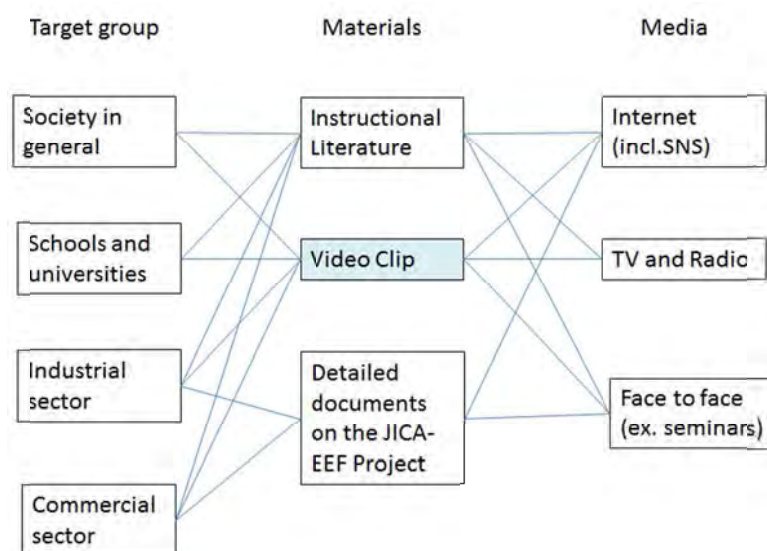 Target group
Materials
Media
Society in
general
Instructional
Literature
Internet
(incl.SNS)
Schools and
universities
Video Clip
TV and Radio
Industrial
sector
Detailed
documents
on the JICA-
EEF Project
Face to face
(ex. seminars)
Commercial
sector